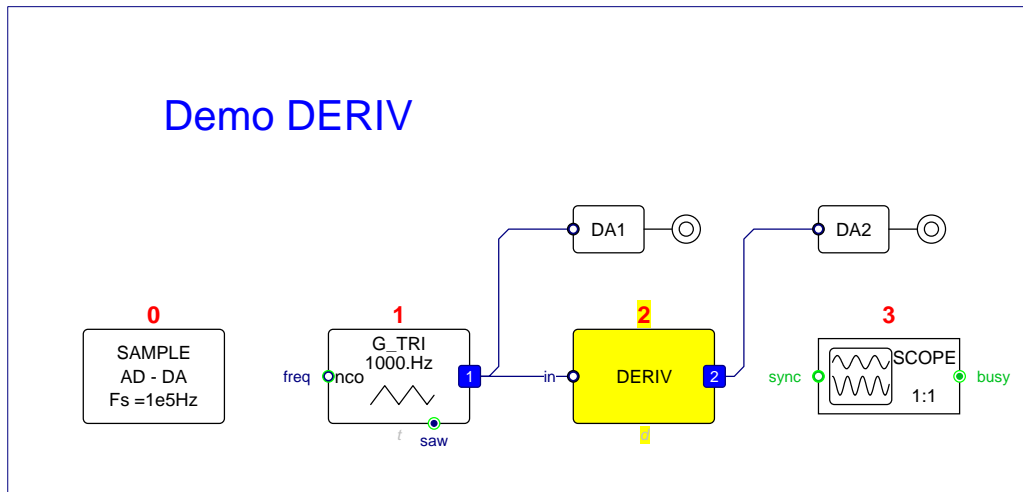 Demo DERIV
DA1
DA2
0
1
2
3
SAMPLE
AD - DA
Fs =1e5Hz
G_TRI
1000.Hz
freq
nco
1
t
saw
in
DERIV
2
d
sync
SCOPE
1:1
busy